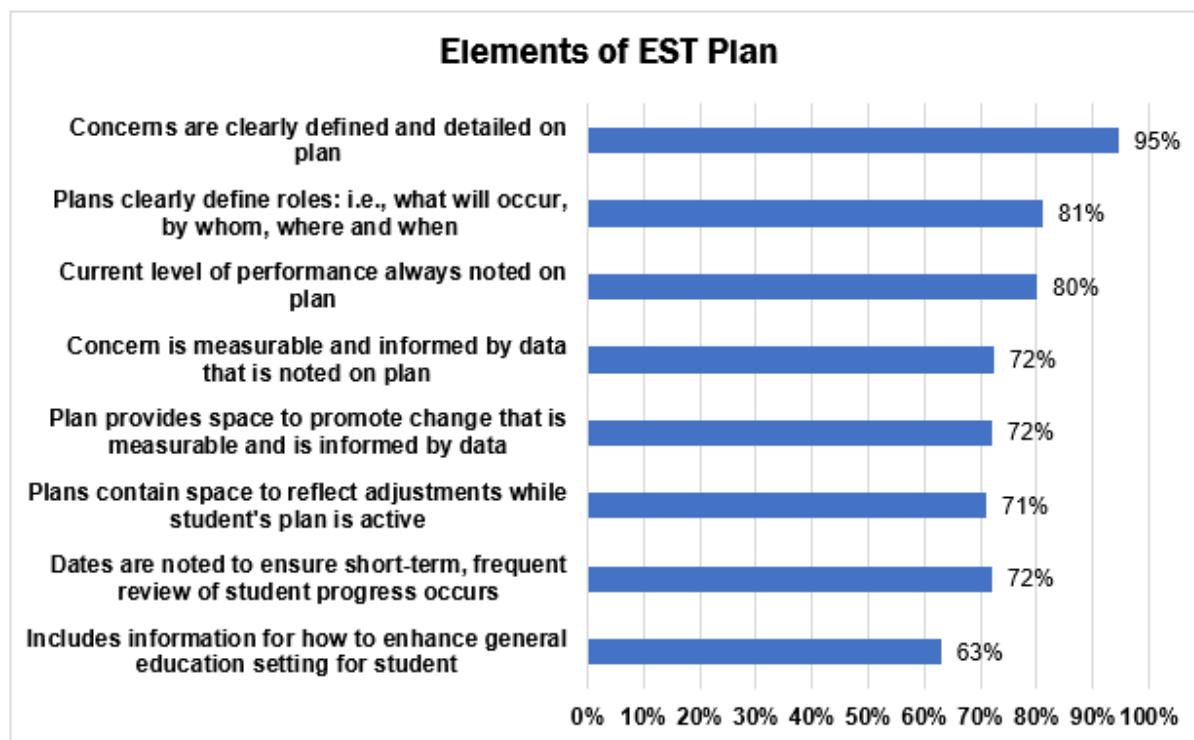 Elements of EST Plan
Concerns are clearly defined and detailed on
plan
95%
Plans clearly define roles: i.e., what will occur,
by whom, where and when
81%
Current level of performance always noted on
plan
80%
Concern is measurable and informed by data
that is noted on plan
72%
Plan provides space to promote change that is
measurable and is informed by data
72%
Plans contain space to reflect adjustments while
student's plan is active
71%
Dates are noted to ensure short-term, frequent
review of student progress occurs
72%
Includes information for how to enhance general
education setting for student
63%
0% 10% 20% 30% 40% 50% 60% 70% 80% 90% 100%